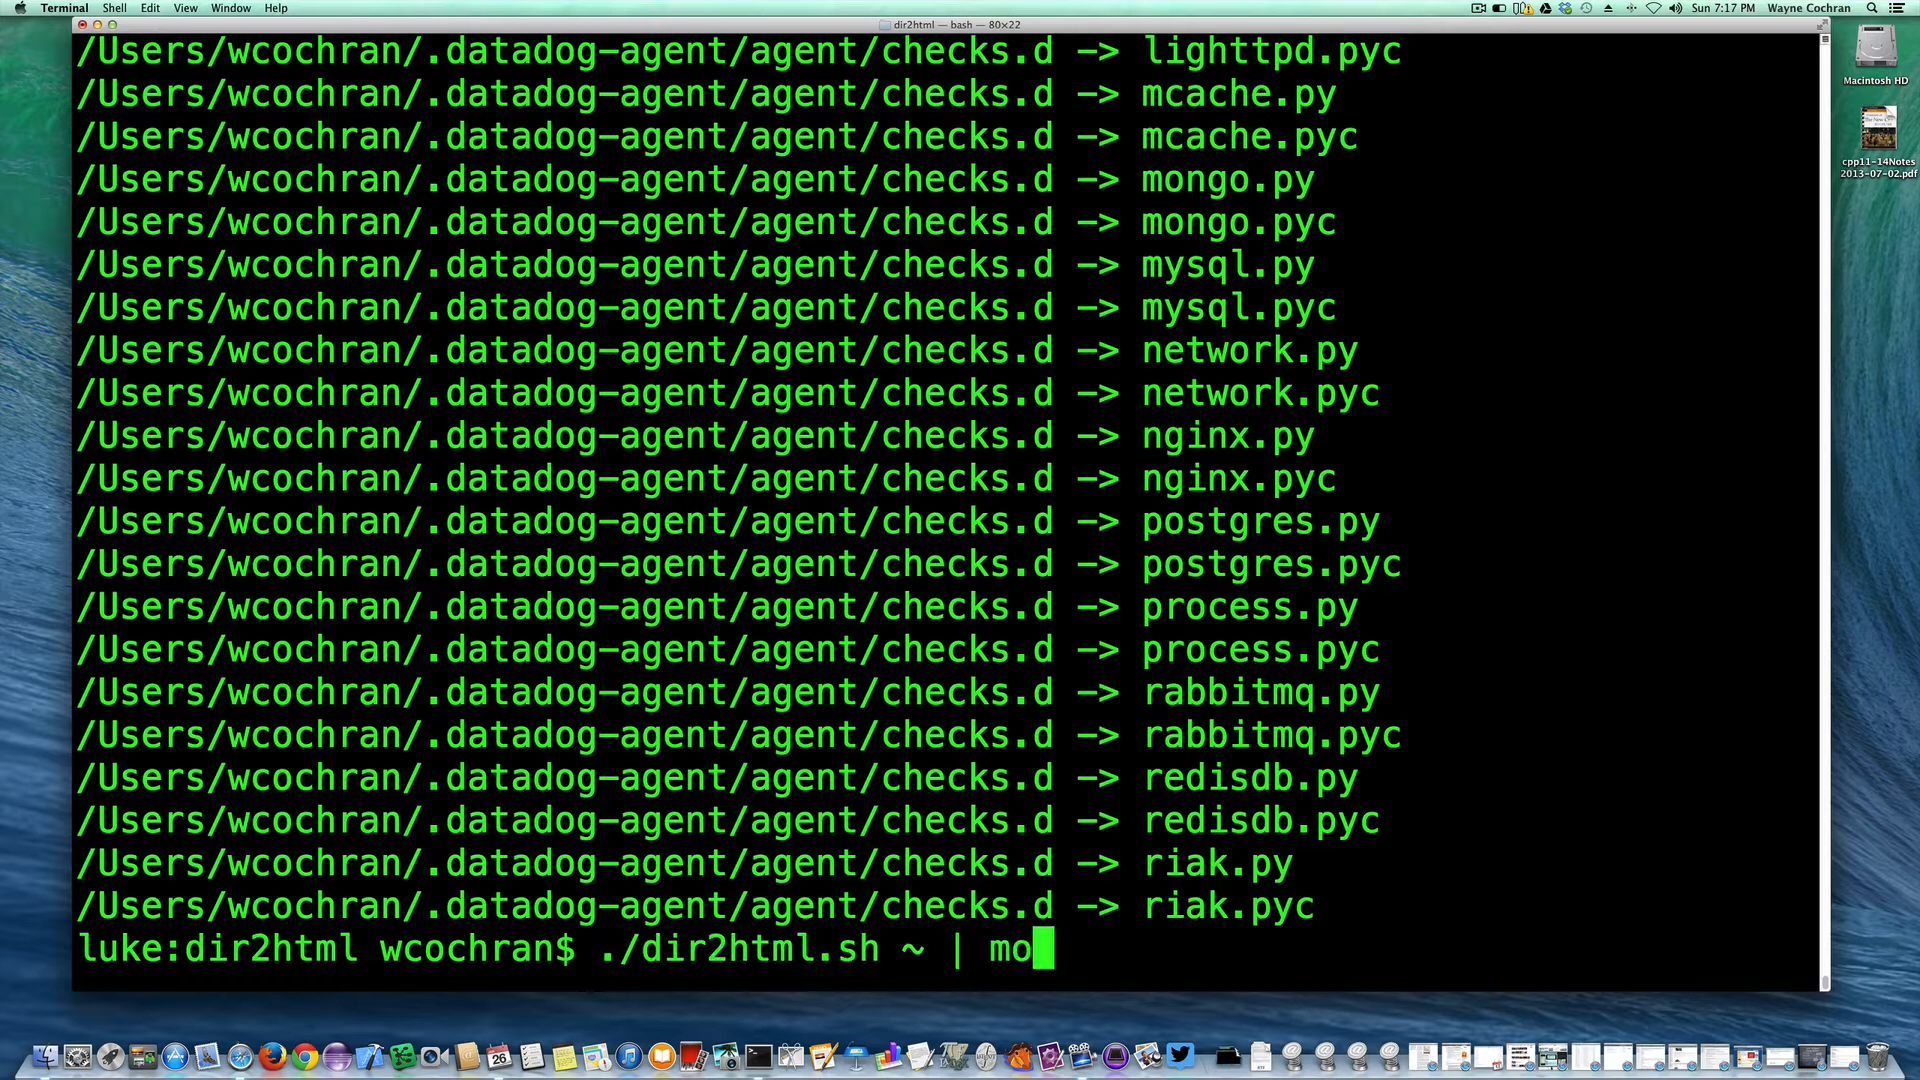 Terminal Shell Edit View Window Help Sun 7:17 PM Wayne Cochran
dir2html — bash — 80×22
/Users/wcochran/.datadog-agent/agent/checks.d -> lighttpd.pyc
/Users/wcochran/.datadog-agent/agent/checks.d -> mcache.py
/Users/wcochran/.datadog-agent/agent/checks.d -> mcache.pyc
/Users/wcochran/.datadog-agent/agent/checks.d -> mongo.py
/Users/wcochran/.datadog-agent/agent/checks.d -> mongo.pyc
/Users/wcochran/.datadog-agent/agent/checks.d -> mysql.py
/Users/wcochran/.datadog-agent/agent/checks.d -> mysql.pyc
/Users/wcochran/.datadog-agent/agent/checks.d -> network.py
/Users/wcochran/.datadog-agent/agent/checks.d -> network.pyc
/Users/wcochran/.datadog-agent/agent/checks.d -> nginx.py
/Users/wcochran/.datadog-agent/agent/checks.d -> nginx.pyc
/Users/wcochran/.datadog-agent/agent/checks.d -> postgres.py
/Users/wcochran/.datadog-agent/agent/checks.d -> postgres.pyc
/Users/wcochran/.datadog-agent/agent/checks.d -> process.py
/Users/wcochran/.datadog-agent/agent/checks.d -> process.pyc
/Users/wcochran/.datadog-agent/agent/checks.d -> rabbitmq.py
/Users/wcochran/.datadog-agent/agent/checks.d -> rabbitmq.pyc
/Users/wcochran/.datadog-agent/agent/checks.d -> redisdb.py
/Users/wcochran/.datadog-agent/agent/checks.d -> redisdb.pyc
/Users/wcochran/.datadog-agent/agent/checks.d -> riak.py
/Users/wcochran/.datadog-agent/agent/checks.d -> riak.pyc
luke:dir2html wcochran$ ./dir2html.sh ~ | mo
Macintosh HD
cpp11-14Notes
2013-07-02.pdf
26